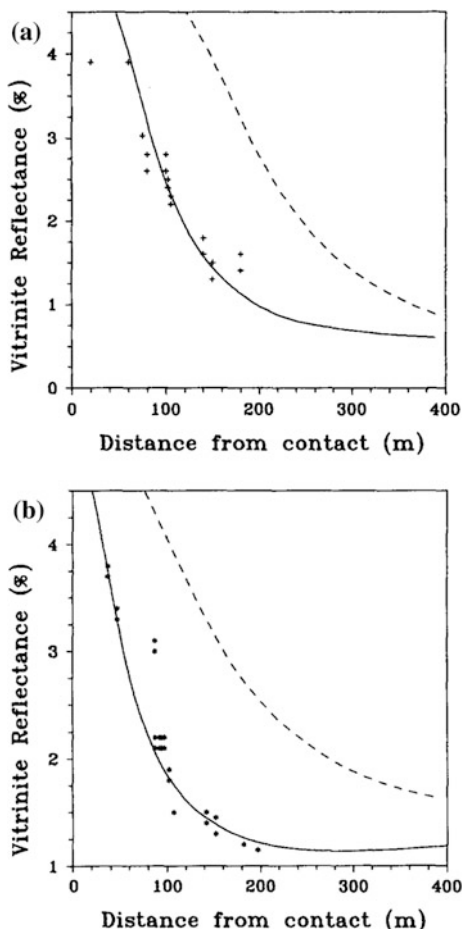 (a)
Vitrinite Reflectance (%)
4
3
2
1
0
0 100 200 300 400
Distance from contact (m)
(b)
Vitrinite Reflectance (%)
4
3
2
1
0 100 200 300 400
Distance from contact (m)